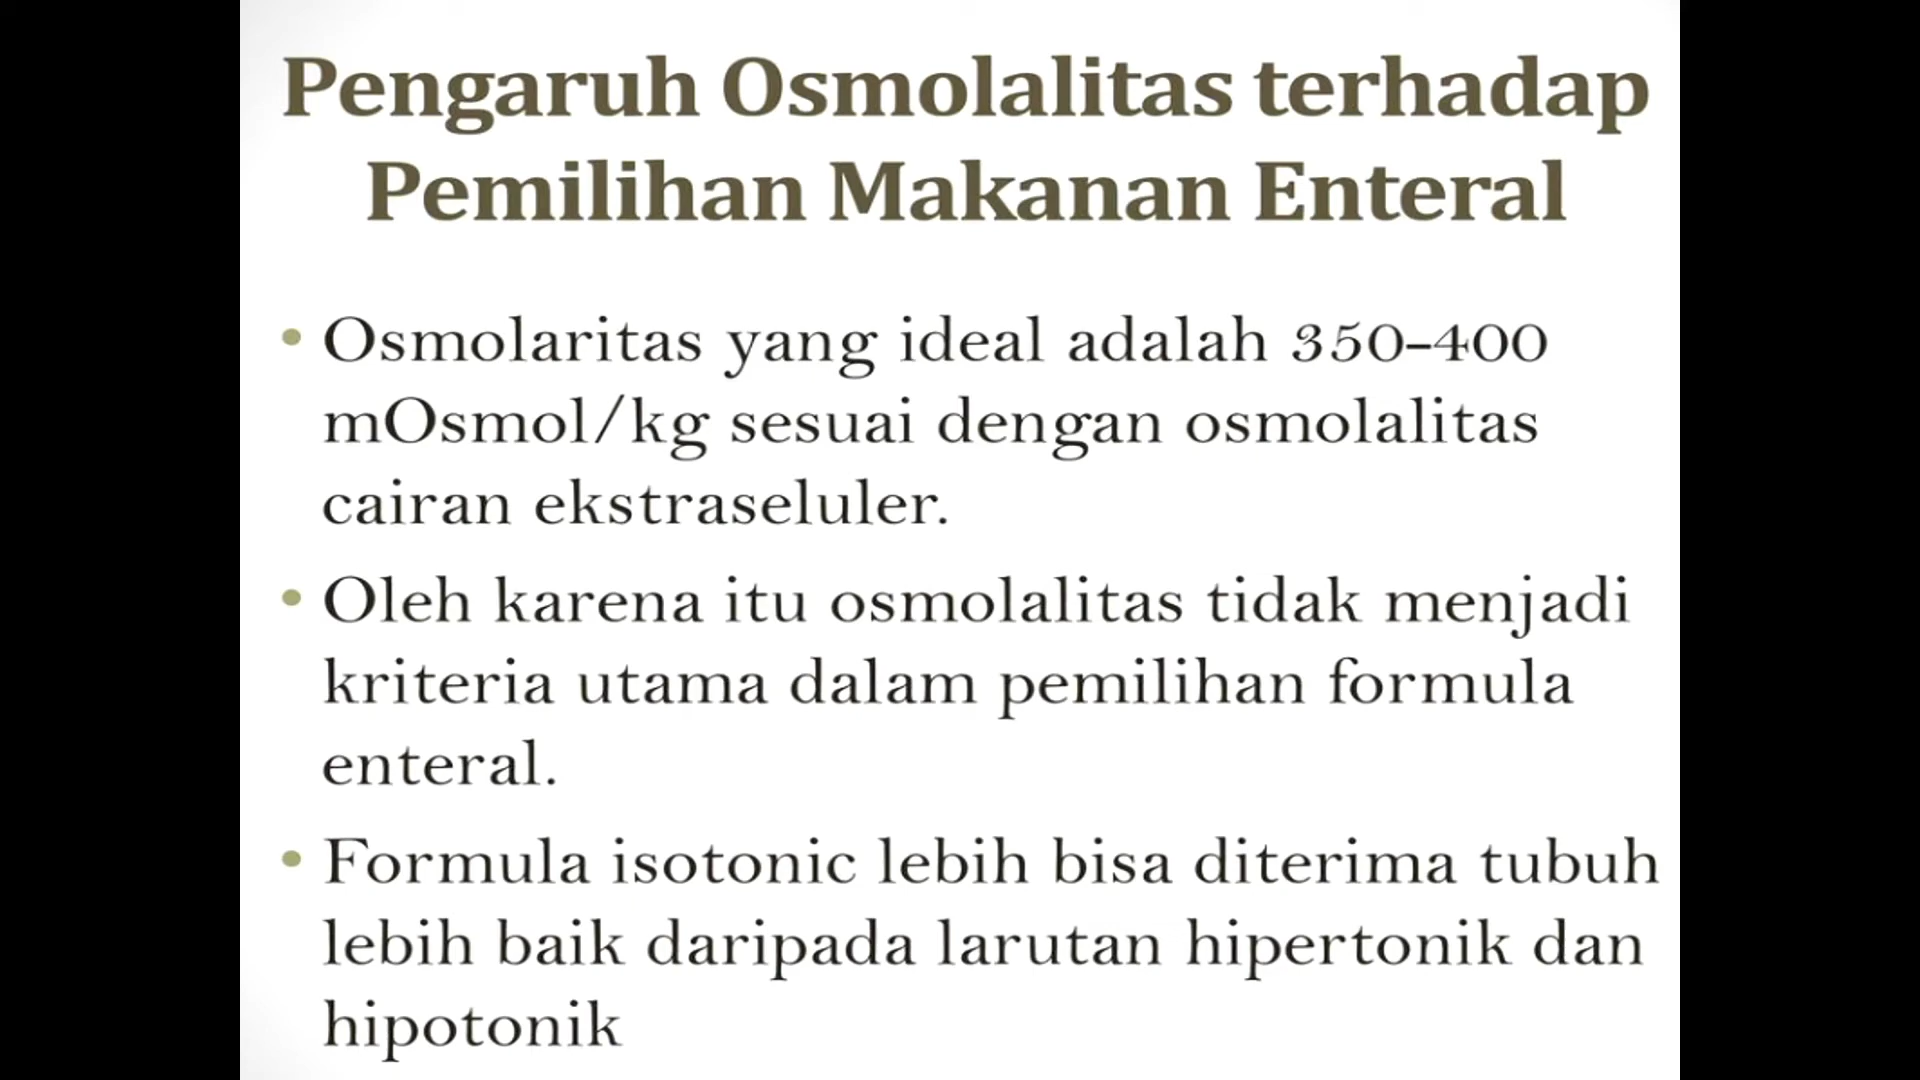 Pengaruh Osmolalitas terhadap
Pemilihan Makanan Enteral
• Osmolaritas yang ideal adalah 350–400
mOsmol/kg sesuai dengan osmolalitas
cairan ekstraseluler.
• Oleh karena itu osmolalitas tidak menjadi
kriteria utama dalam pemilihan formula
enteral.
• Formula isotonic lebih bisa diterima tubuh
lebih baik daripada larutan hipertonik dan
hipotonik